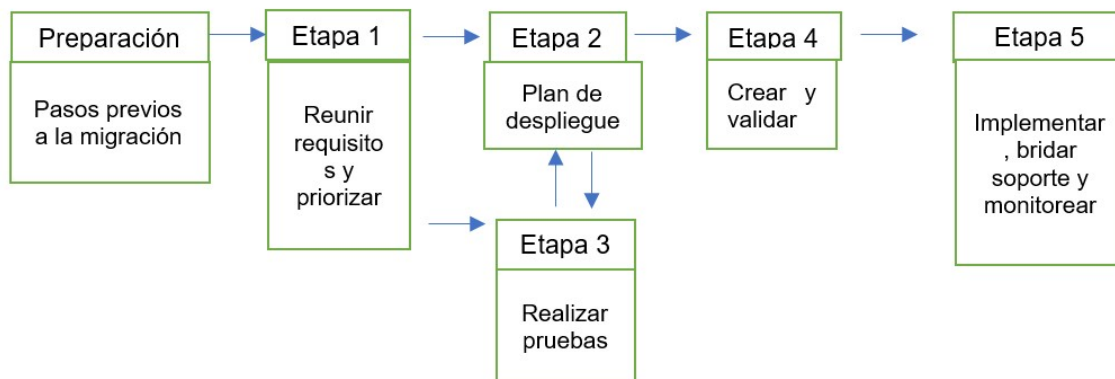 Preparación
Pasos previos
a la migración
Etapa 1
Reunir
requisito
s y
priorizar
Etapa 2
Plan de
despliegue
Etapa 3
Realizar
pruebas
Etapa 4
Crear y
validar
Etapa 5
Implementar
, bridar
soporte y
monitorear